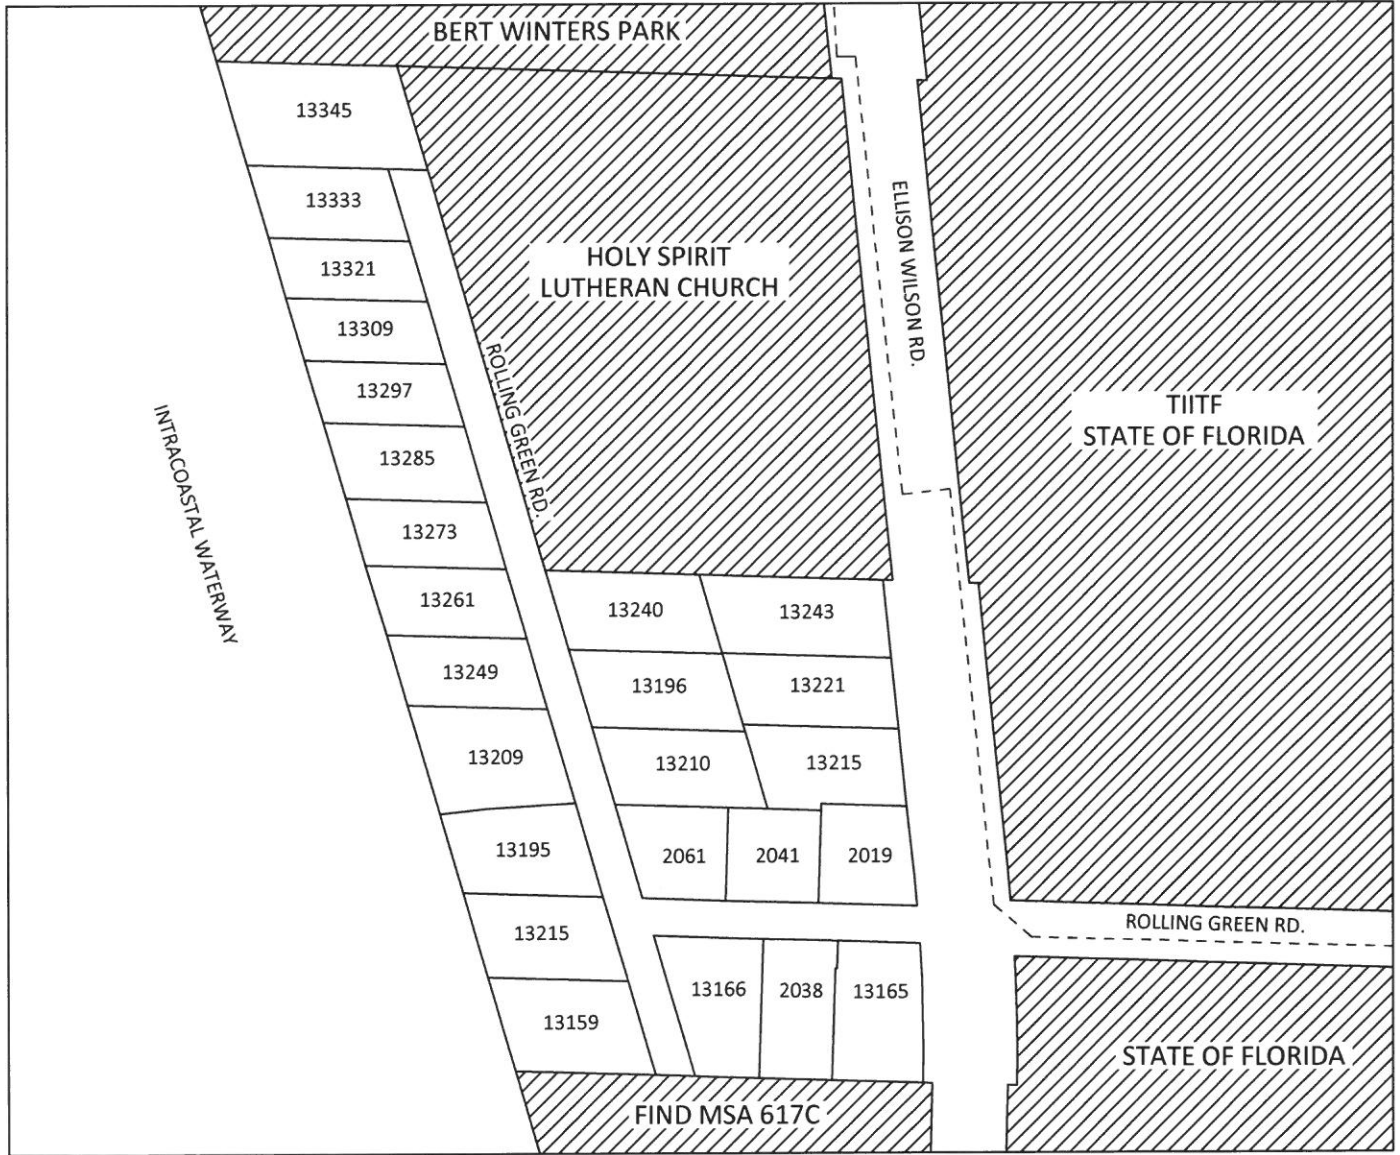 BERT WINTERS PARK
13345
13333
13321
13309
13297
13285
13273
13261
13249
13209
13195
13215
13159
INTRACOASTAL WATERWAY
ROLLING GREEN RD.
HOLY SPIRIT
LUTHERAN CHURCH
ELLISON WILSON RD.
TIITF
STATE OF FLORIDA
13240
13243
13196
13221
13210
13215
2061
2041
2019
ROLLING GREEN RD.
13166
2038
13165
STATE OF FLORIDA
FIND MSA 617C